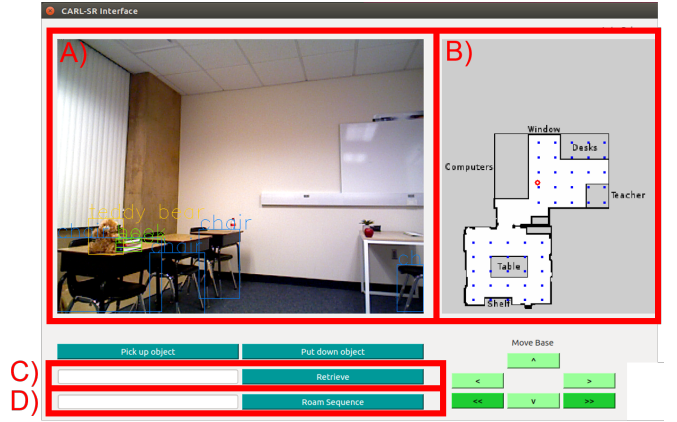 CARL-SR Interface
A)
B)
Window
Desks
Computers
Teacher
teddy bear
chair
book
chair
Table
Shelf
Pick up object
Put down object
Move Base
^
C)
Retrieve
<
>
D)
Roam Sequence
<<
v
>>